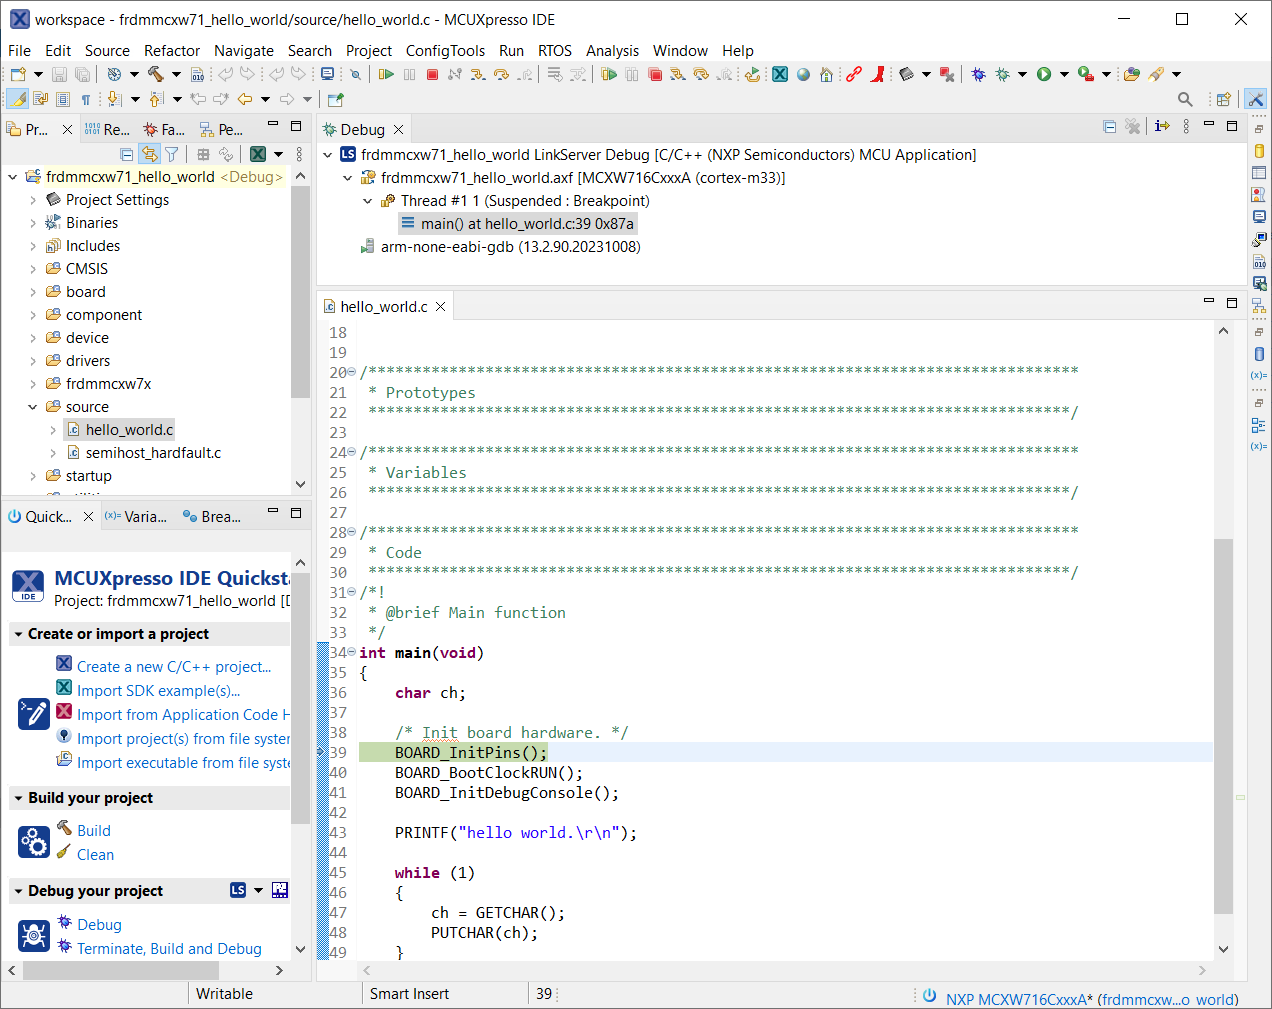 workspace - frdmmcxw71_hello_world/source/hello_world.c - MCUXpresso IDE
File Edit Source Refactor Navigate Search Project ConfigTools Run RTOS Analysis Window Help
Pr...
Re...
Fa...
Pe...
frdmmcxw71_hello_world <Debug>
Project Settings
Binaries
Includes
CMSIS
board
component
device
drivers
frdmmcxw7x
source
hello_world.c
semihost_hardfault.c
startup
Debug
LS frdmmcxw71_hello_world LinkServer Debug [C/C++ (NXP Semiconductors) MCU Application]
frdmmcxw71_hello_world.axf [MCXW716CxxxA (cortex-m33)]
Thread #1 1 (Suspended : Breakpoint)
main() at hello_world.c:39 0x87a
arm-none-eabi-gdb (13.2.90.20231008)
Quick...
(x)= Varia...
Brea...
MCUXpresso IDE Quicksta
Project: frdmmcxw71_hello_world [D
IDE
Create or import a project
Create a new C/C++ project...
Import SDK example(s)...
Import from Application Code H
Import project(s) from file system
Import executable from file syste
Build your project
Build
Clean
Debug your project LS
Debug
Terminate, Build and Debug
hello_world.c
18
19
20 /********************************************************************************
21 * Prototypes
22 *******************************************************************************/
23
24 /********************************************************************************
25 * Variables
26 *******************************************************************************/
27
28 /********************************************************************************
29 * Code
30 *******************************************************************************/
31 /*!
32 * @brief Main function
33 */
34 int main(void)
35 {
36 char ch;
37
38 /* Init board hardware. */
39 BOARD_InitPins();
40 BOARD_BootClockRUN();
41 BOARD_InitDebugConsole();
42
43 PRINTF("hello world.\r\n");
44
45 while (1)
46 {
47 ch = GETCHAR();
48 PUTCHAR(ch);
49 }
Writable
Smart Insert
39
NXP MCXW716CxxxA* (frdmmcxw...o world)